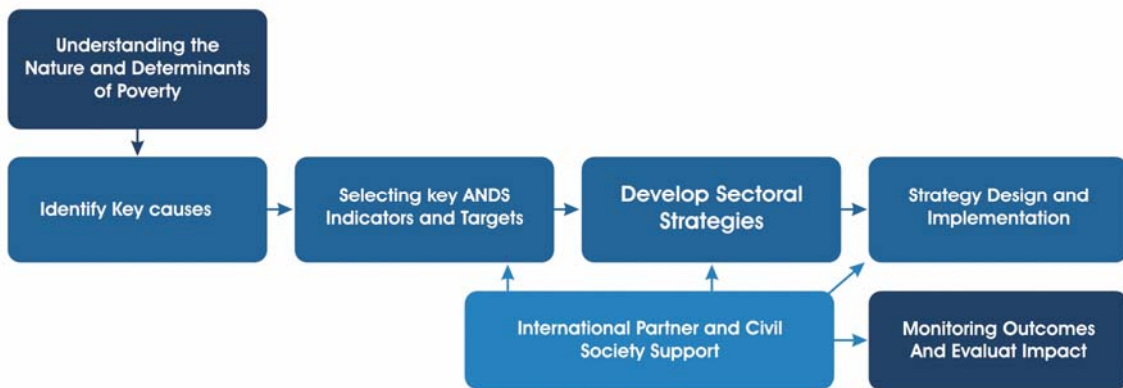 Understanding the
Nature and Determinants
of Poverty
Identify Key causes
Selecting key ANDS
Indicators and Targets
Develop Sectoral
Strategies
Strategy Design and
Implementation
International Partner and Civil
Society Support
Monitoring Outcomes
And Evaluat Impact